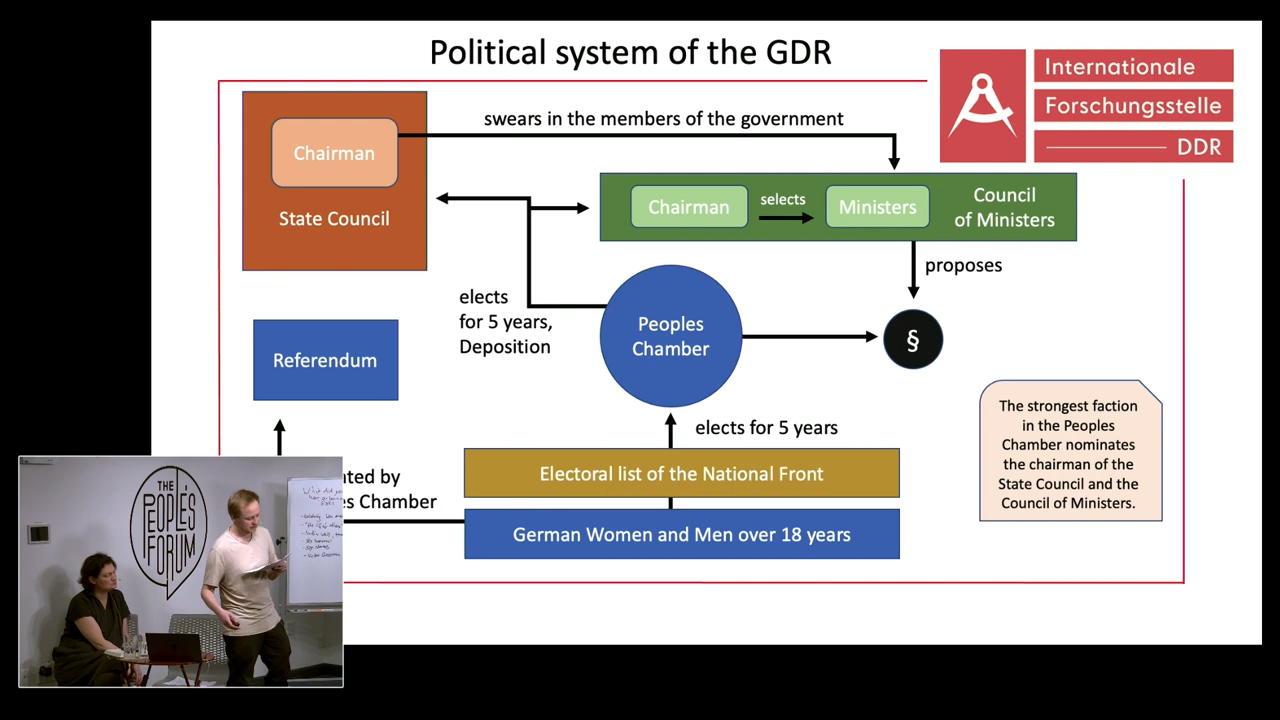 Political system of the GDR
Internationale
Forschungsstelle
DDR
swears in the members of the government
Chairman
State Council
Chairman
selects
Ministers
Council
of Ministers
proposes
elects
for 5 years,
Deposition
Peoples
Chamber
§
Referendum
elects for 5 years
The strongest faction
in the Peoples
Chamber nominates
the chairman of the
State Council and the
Council of Ministers.
Electoral list of the National Front
German Women and Men over 18 years
by
Chamber
THE
PEOPLES
FORUM